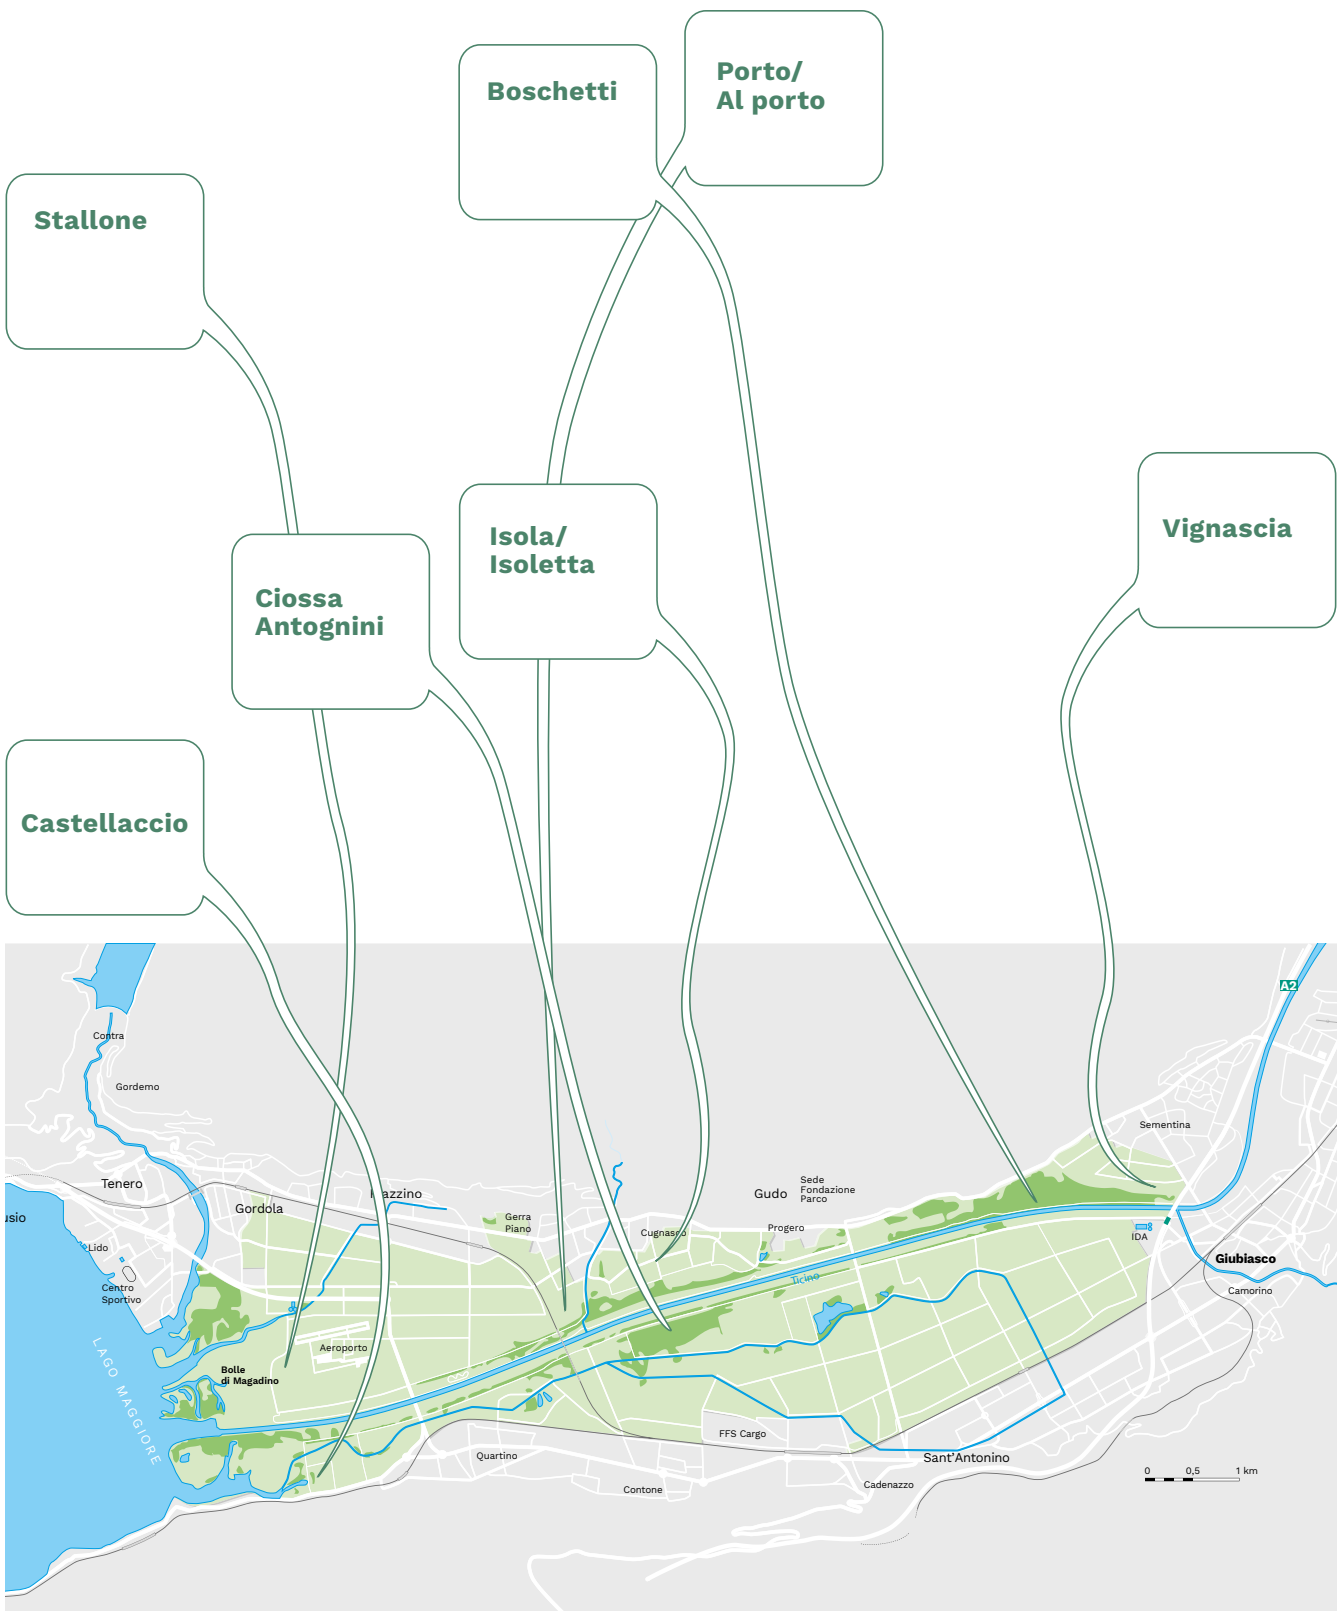 Porto/
Al porto
Boschetti
Stallone
Vignascia
Isola/
Isoletta
Ciossa
Antognini
Castellaccio
A2
Contra
Gordemo
Sementina
Tenero
Gordola
Gudo
Sede
Fondazione
Parco
Gerra
Piano
Cugnasco
Progero
IDA
Lido
Giubiasco
Centro
Sportivo
Ticino
Camorino
Aeroporto
Bolle
di Magadino
LAGO MAGGIORE
FFS Cargo
Quartino
Sant'Antonino
Contone
Cadenazzo
0 0,5 1 km